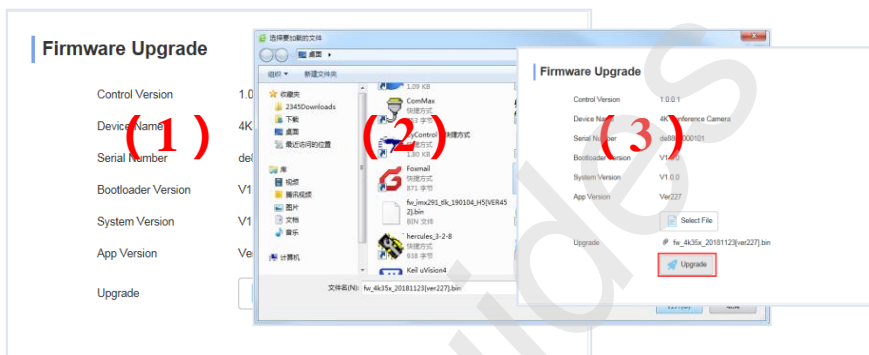 Firmware Upgrade
Control Version 1.0
Device Name 4K
Serial Number de8
Bootloader Version V1
System Version V1
App Version Ve
Upgrade
(1)
选择要加载的文件
桌面
组织 新建文件夹
收藏夹
2345Downloads
下载
桌面
最近访问的位置
库
视频
腾讯视频
图片
文档
音乐
计算机
1.09 KB
ComMax
快捷方式
953 字节
快捷方式
1.80 KB
Foxmail
快捷方式
871 字节
fw_imx291_tlk_190104_H5[VER45
2].bin
BIN 文件
hercules_3-2-8
快捷方式
938 字节
Keil uVision4
文件名(N): fw_4k35x_20181123[ver227].bin
(2)
Firmware Upgrade
Control Version 1.0.0.1
Device Name 4K Conference Camera
Serial Number
Bootloader Version
System Version V1.0.0
App Version Ver227
Select File
Upgrade fw_4k35x_20181123[ver227].bin
Upgrade
(3)